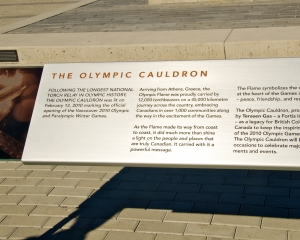 THE OLYMPIC CAULDRON
FOLLOWING THE LONGEST NATIONAL
TORCH RELAY IN OLYMPIC HISTORY,
THE OLYMPIC CAULDRON was lit on
February 12, 2010 marking the official
opening of the Vancouver 2010 Olympic
and Paralympic Winter Games.
Arriving from Athens, Greece, the
Olympic Flame was proudly carried by
12,000 torchbearers on a 45,000 kilometre
journey across the country, embracing
Canadians in over 1,000 communities along
the way in the excitement of the Games.
As the Flame made its way from coast
to coast, it did much more than shine
a light on the people and places that
are truly Canadian. It carried with it a
powerful message.
The Flame symbolizes the
at the heart of the Games
– peace, friendship, and
The Olympic Cauldron,
by Terasen Gas – a Fortis
– as a legacy for British
Canada to keep the
of the 2010 Olympic Games
The Olympic Cauldron will
occasions to celebrate
ments and events.